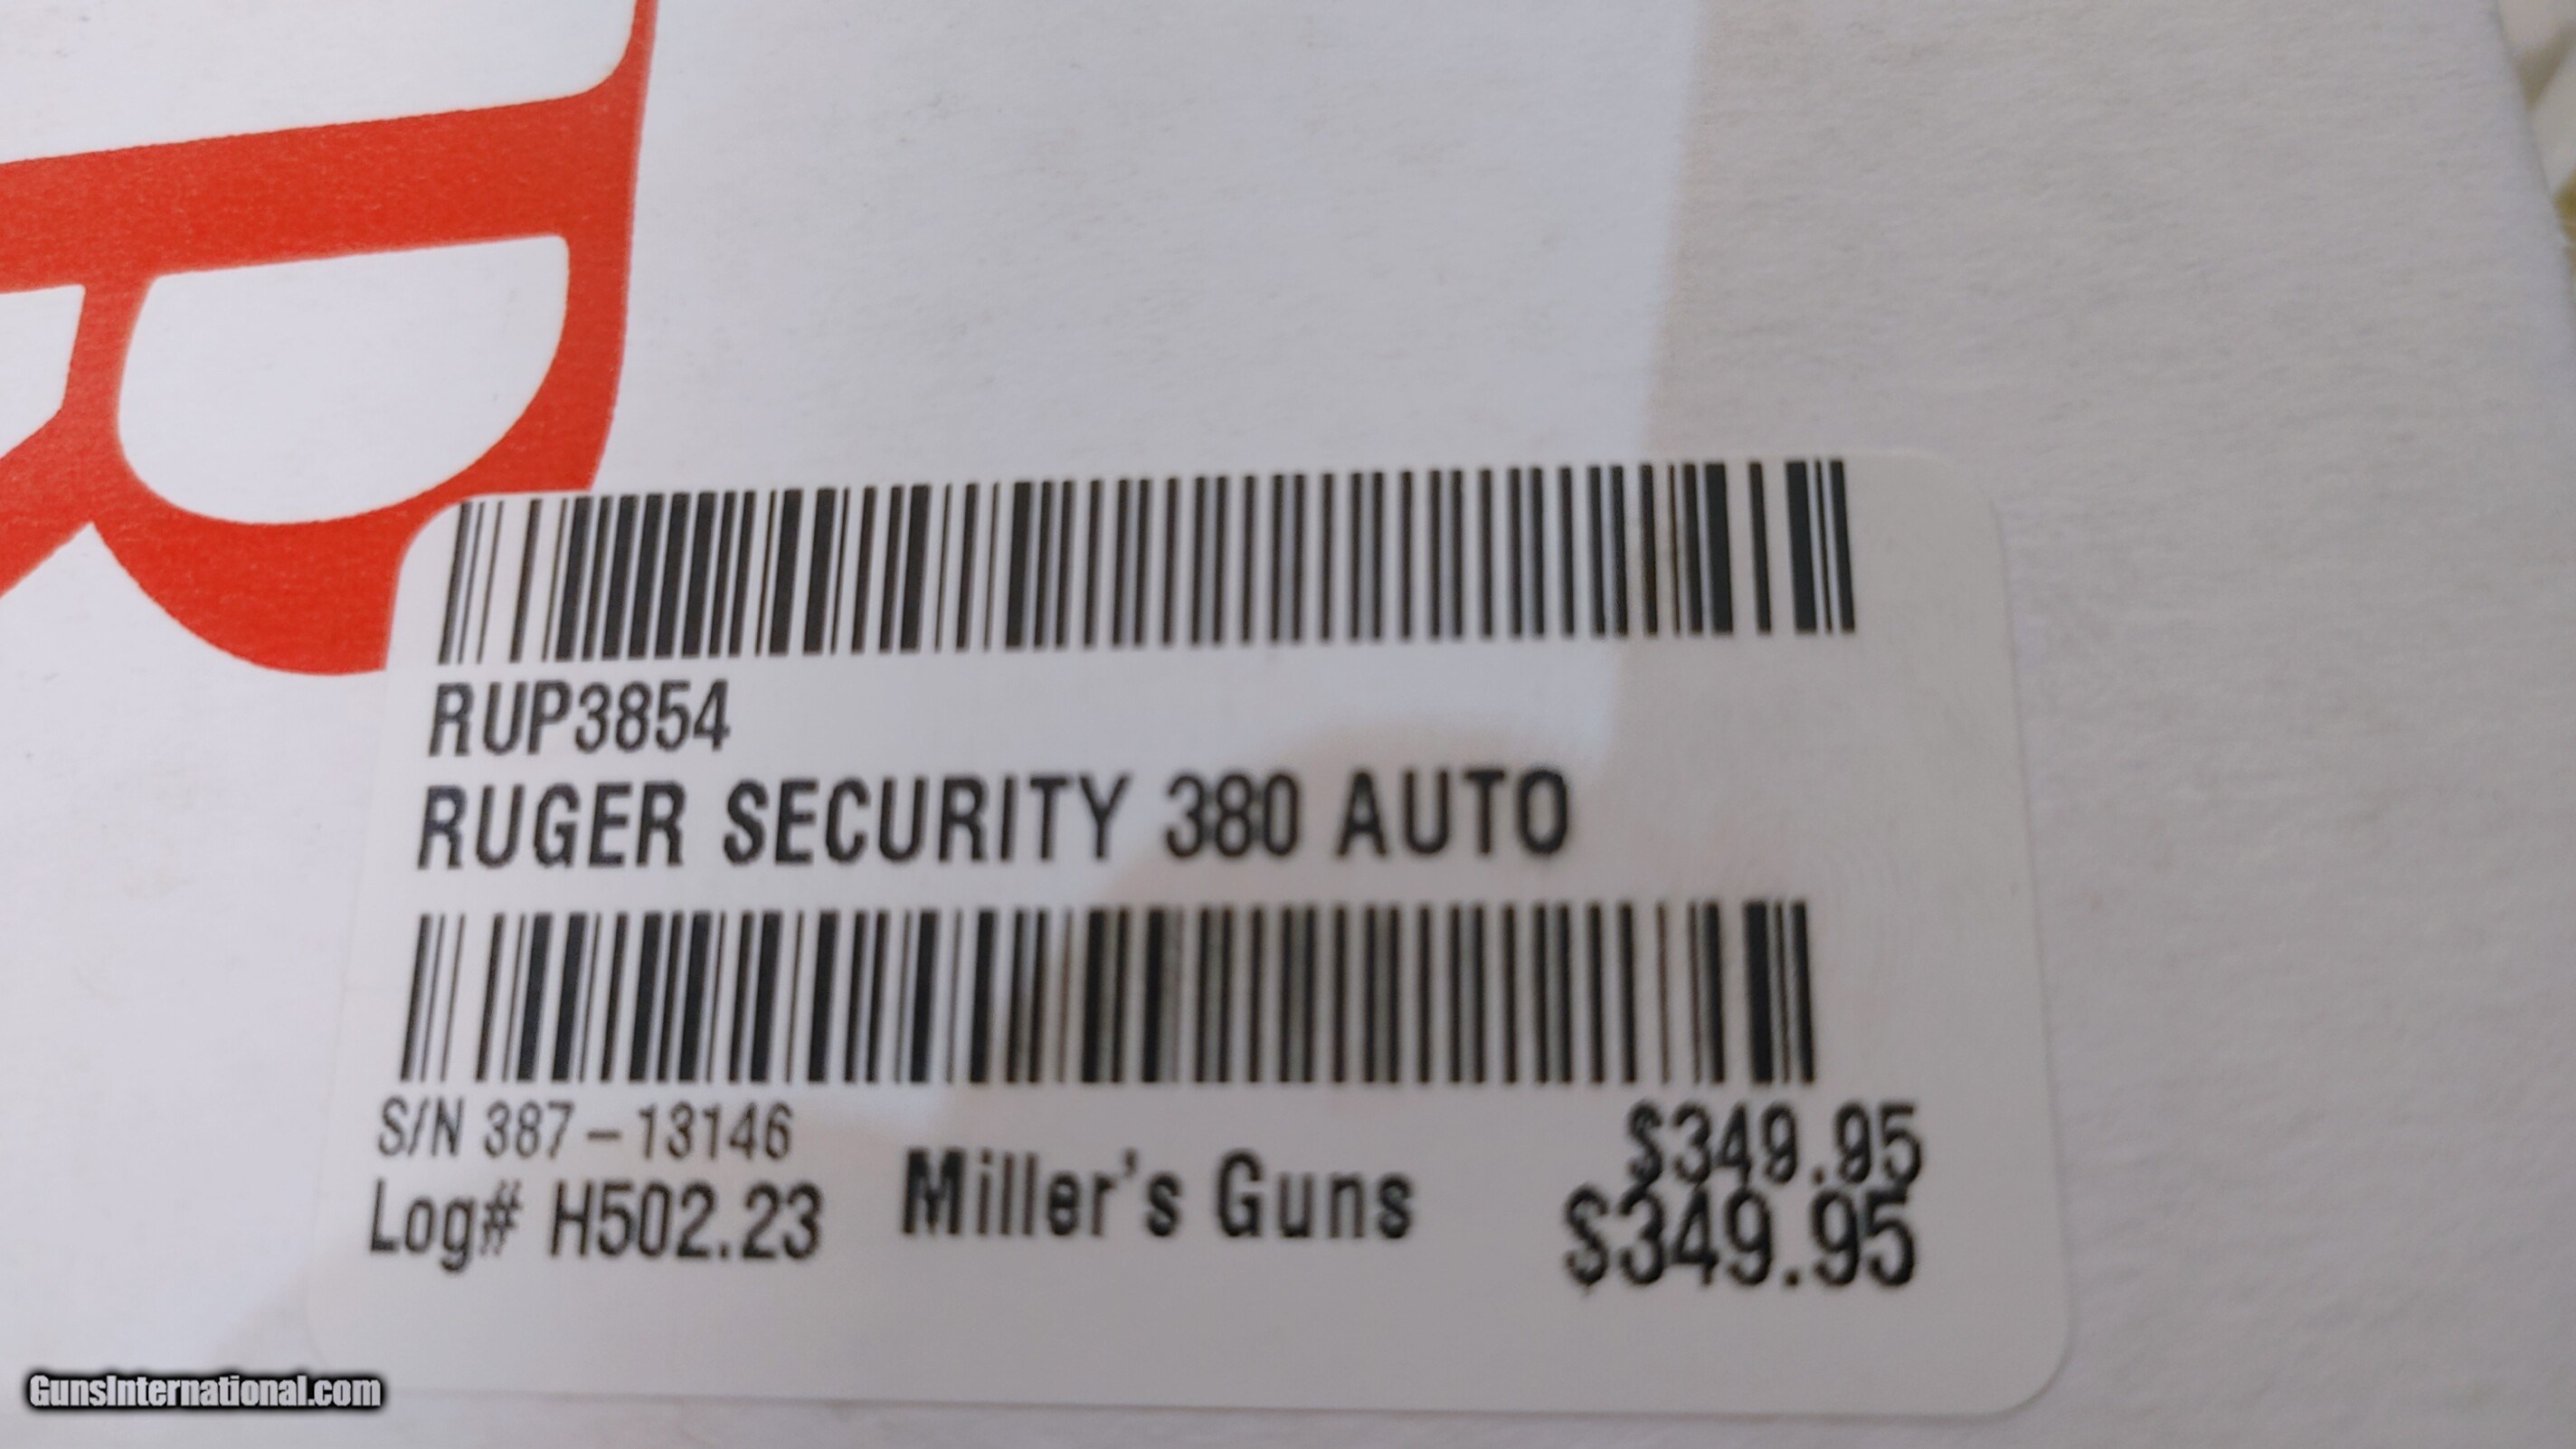 RUP3854
RUGER SECURITY 380 AUTO
S/N 387-13146
Log# H502.23
Miller's Guns
$349.95
$349.95
GunsInternational.com